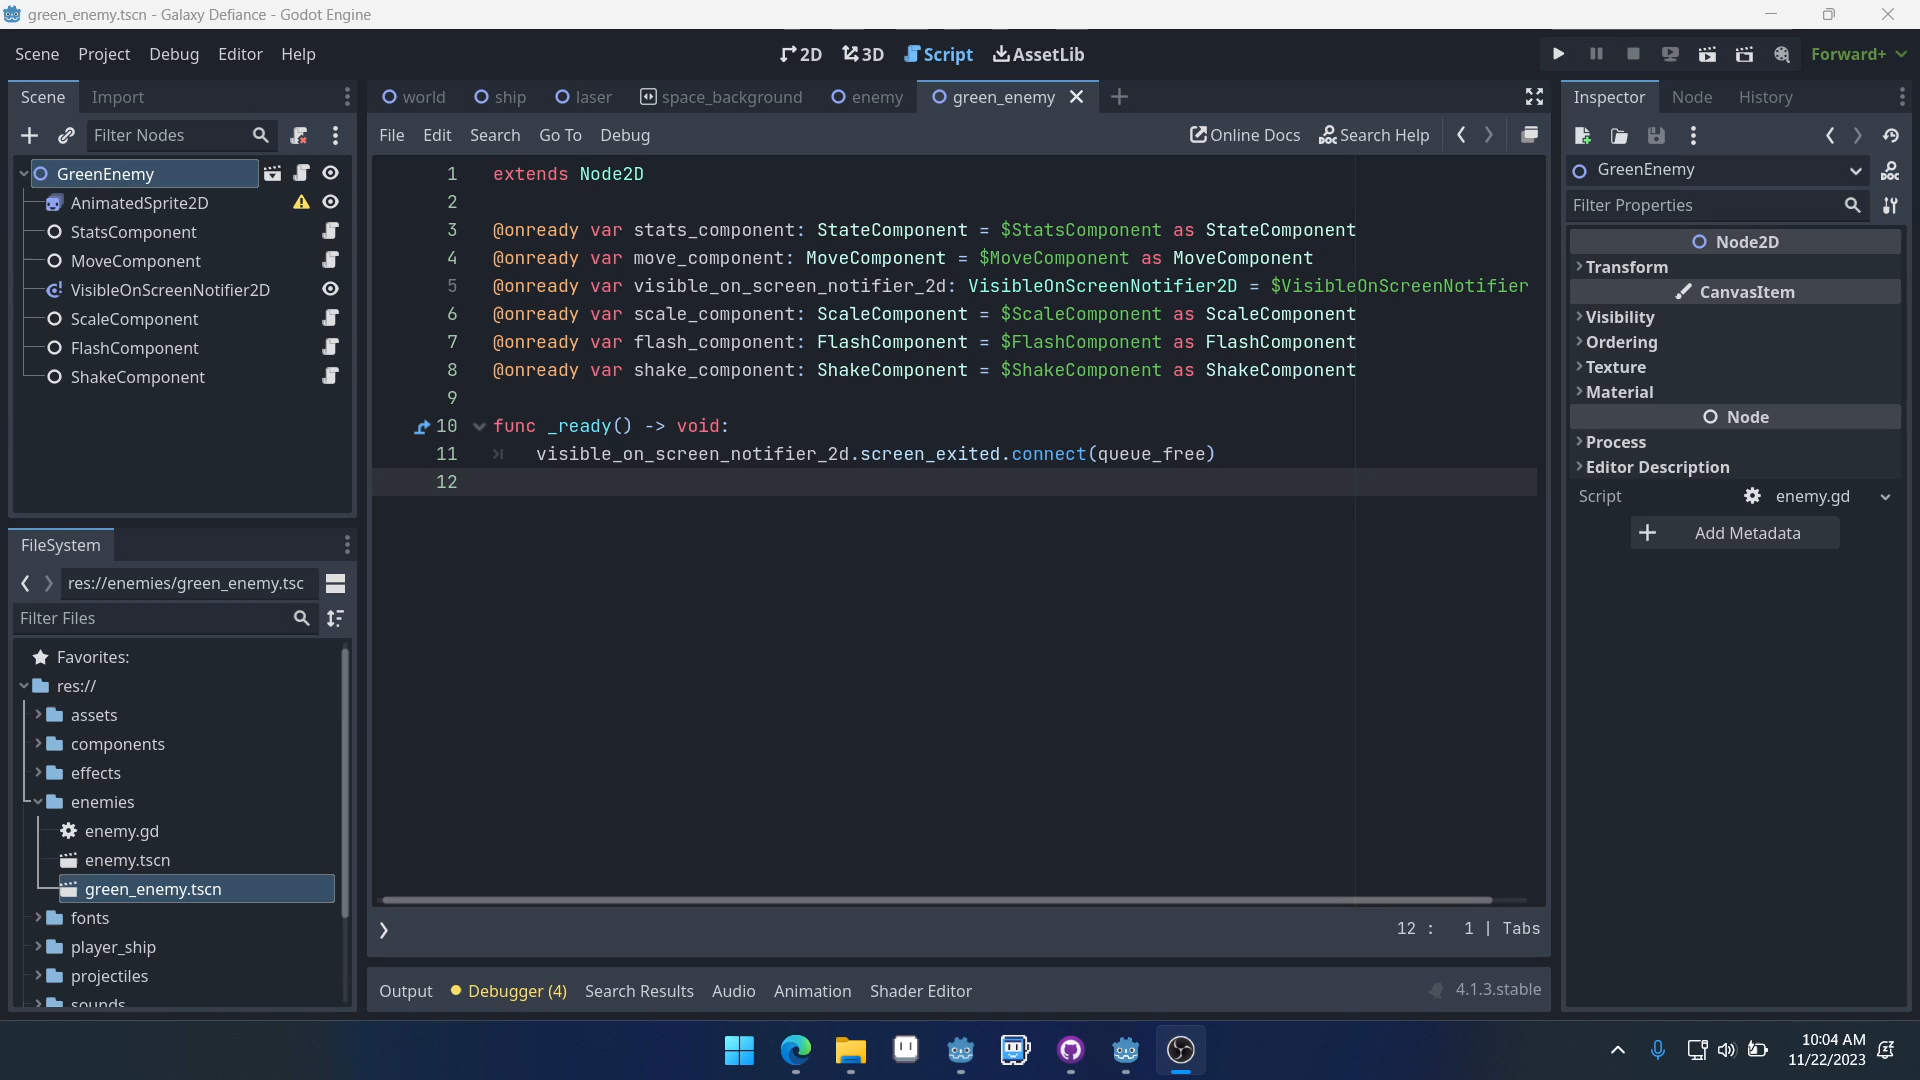 green_enemy.tscn - Galaxy Defiance - Godot Engine
Scene Project Debug Editor Help
2D 3D Script AssetLib
Forward+
Scene Import
Filter Nodes
GreenEnemy
AnimatedSprite2D
StatsComponent
MoveComponent
VisibleOnScreenNotifier2D
ScaleComponent
FlashComponent
ShakeComponent
FileSystem
res://enemies/green_enemy.tsc
Filter Files
Favorites:
res://
assets
components
effects
enemies
enemy.gd
enemy.tscn
green_enemy.tscn
fonts
player_ship
projectiles
sounds
world ship laser space_background enemy green_enemy
File Edit Search Go To Debug Online Docs Search Help
1 extends Node2D
2
3 @onready var stats_component: StateComponent = $StatsComponent as StateComponent
4 @onready var move_component: MoveComponent = $MoveComponent as MoveComponent
5 @onready var visible_on_screen_notifier_2d: VisibleOnScreenNotifier2D = $VisibleOnScreenNotifier
6 @onready var scale_component: ScaleComponent = $ScaleComponent as ScaleComponent
7 @onready var flash_component: FlashComponent = $FlashComponent as FlashComponent
8 @onready var shake_component: ShakeComponent = $ShakeComponent as ShakeComponent
9
10 func _ready() -> void:
11 visible_on_screen_notifier_2d.screen_exited.connect(queue_free)
12
12 : 1 | Tabs
Output Debugger (4) Search Results Audio Animation Shader Editor 4.1.3.stable
Inspector Node History
GreenEnemy
Filter Properties
Node2D
Transform
CanvasItem
Visibility
Ordering
Texture
Material
Node
Process
Editor Description
Script enemy.gd
Add Metadata
10:04 AM
11/22/2023